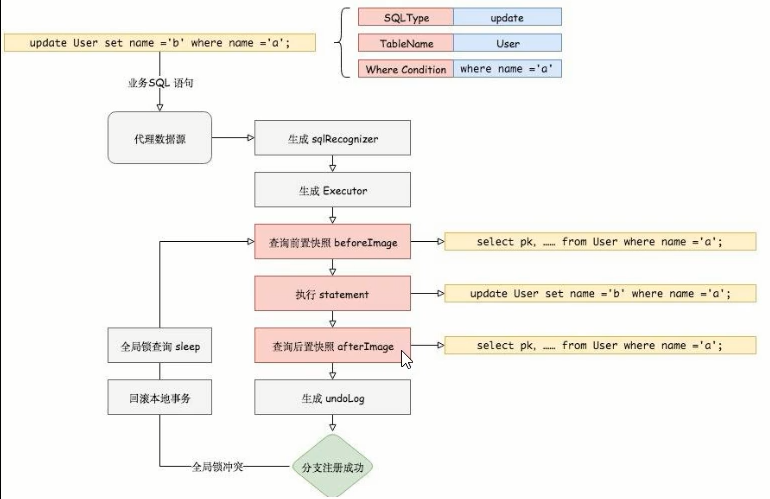 SQLType update
update User set name ='b' where name ='a';
TableName User
Where Condition where name ='a'
业务SQL 语句
代理数据源
生成 sqlRecognizer
生成 Executor
查询前置快照 beforeImage
select pk, …… from User where name ='a';
执行 statement
update User set name ='b' where name ='a';
全局锁查询 sleep
查询后置快照 afterImage
select pk, …… from User where name ='a';
回滚本地事务
生成 undoLog
全局锁冲突
分支注册成功